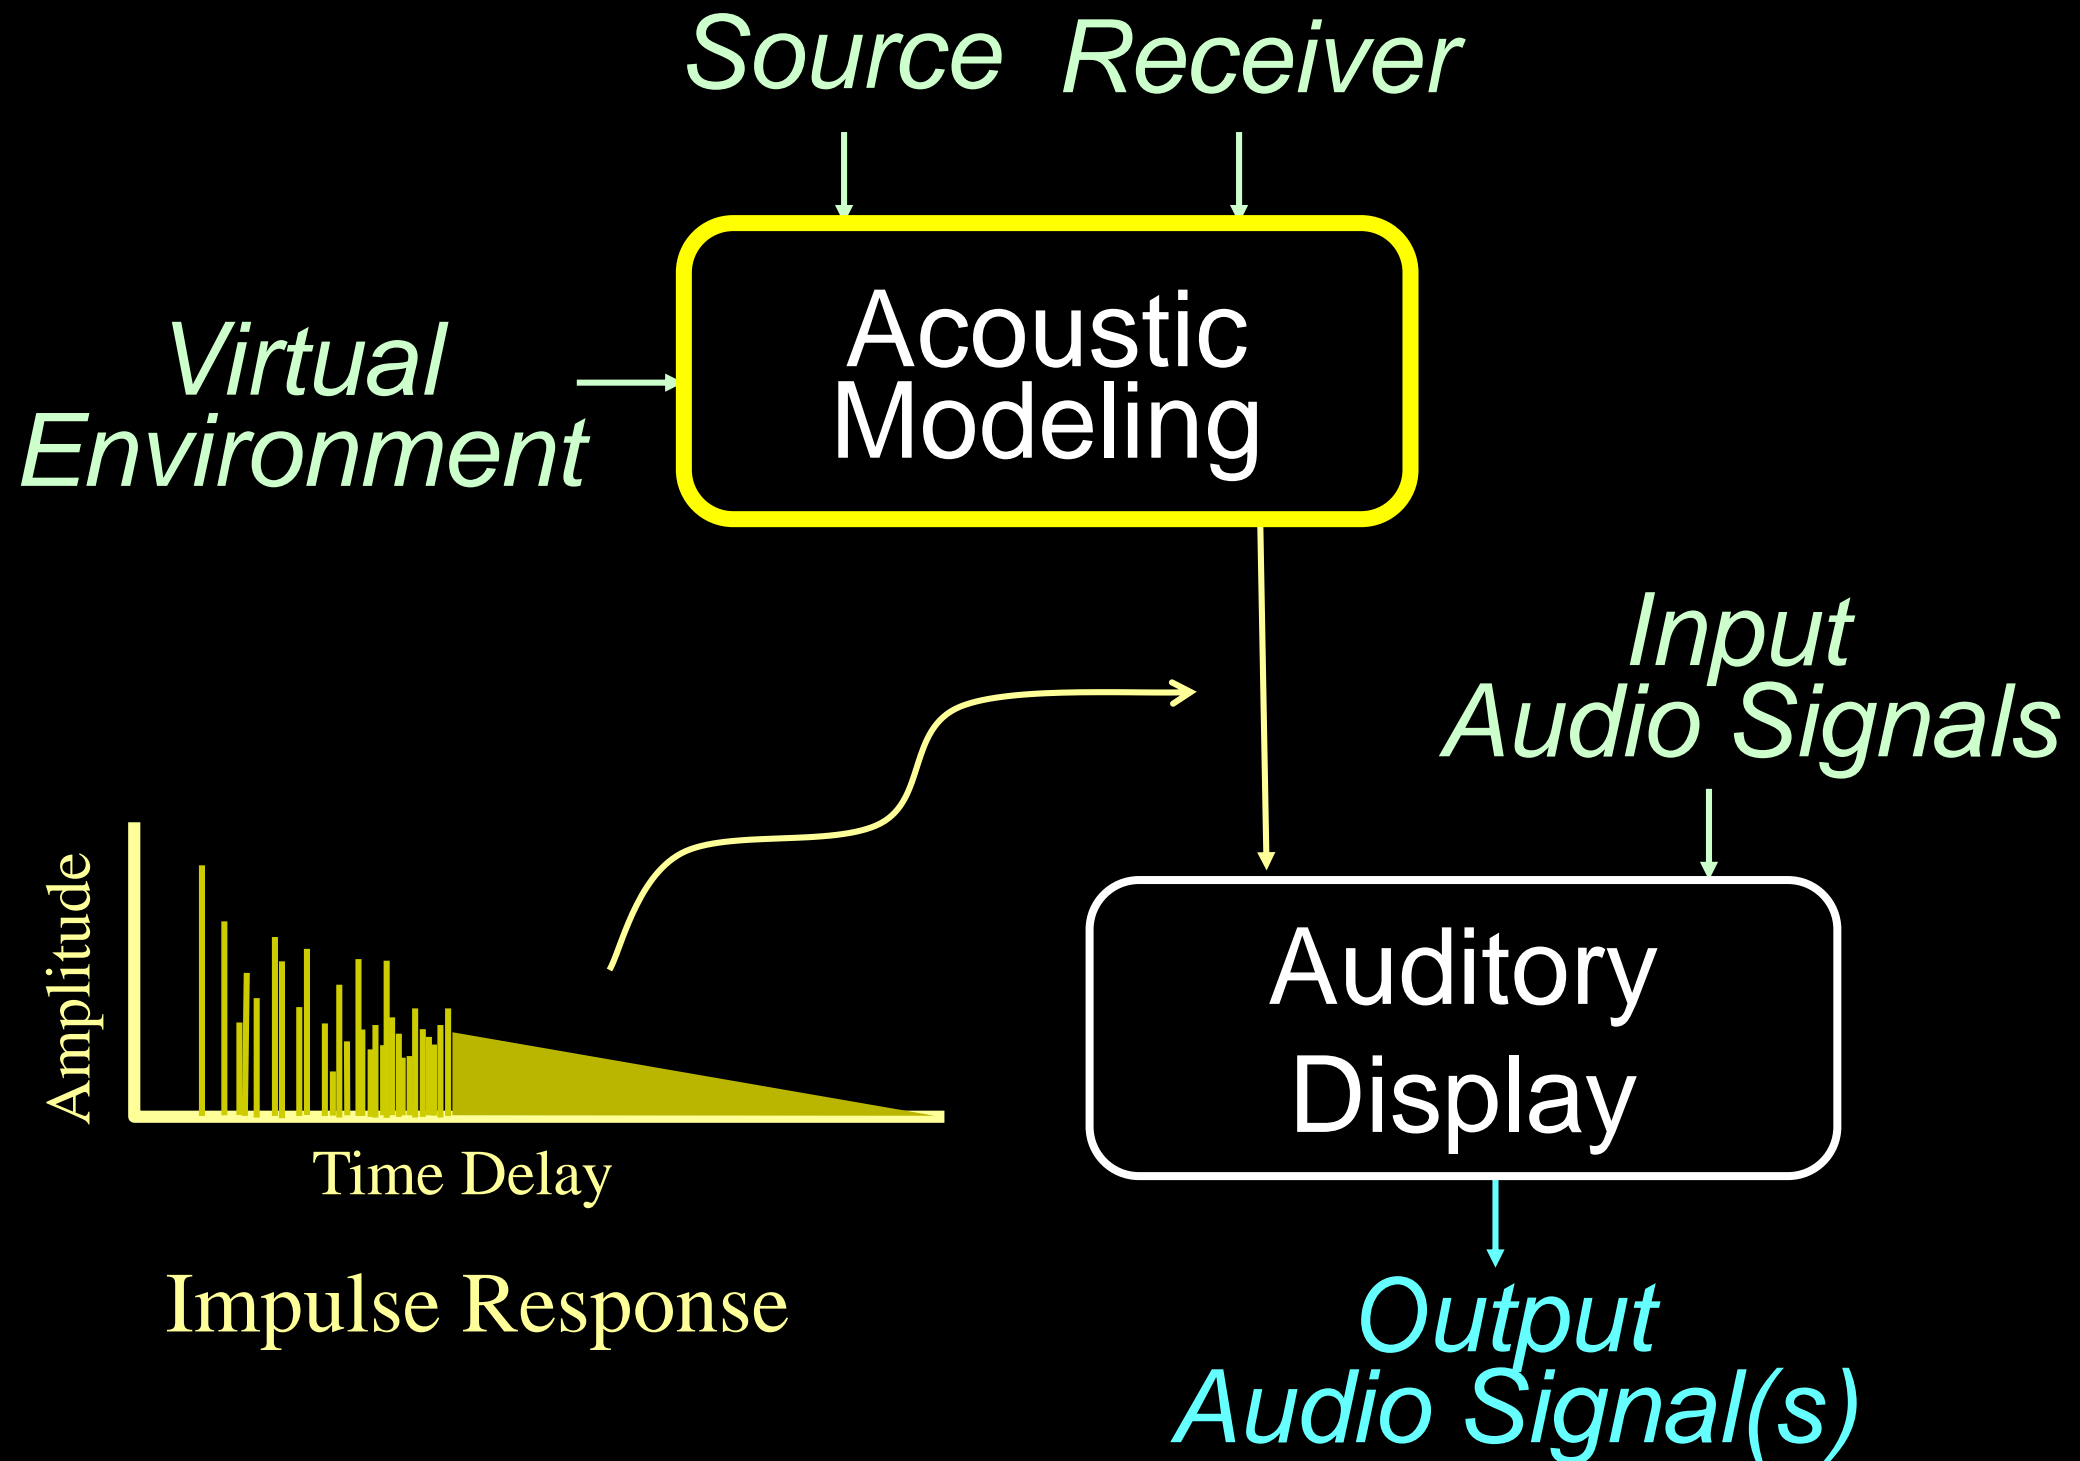 Source Receiver
Virtual
Environment
Acoustic
Modeling
Input
Audio Signals
Amplitude
Time Delay
Impulse Response
Auditory
Display
Output
Audio Signal(s)